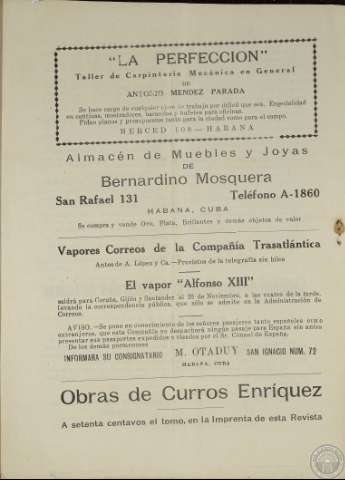 "LA PERFECCION"
Taller de Carpintería Mecánica en General
DE
ANTONIO MENDEZ PARADA
Se hace cargo de cualquier clase de trabajo por difícil que sea. Especialidad
en cantinas, mostradores, barandas y bufetes para oficinas.
Pidan planos y presupuestos tanto para la ciudad como para el campo.
MERCED 108—HABANA
Almacén de Muebles y Joyas
DE
Bernardino Mosquera
San Rafael 131 Teléfono A-1860
HABANA, CUBA
Se compra y vende Oro, Plata, Brillantes y demás objetos de valor
Vapores Correos de la Compañía Trasatlántica
Antes de A. López y Ca.—Provistos de la telegrafía sin hilos
El vapor "Alfonso XIII"
saldrá para Coruña, Gijón y Santander el 20 de Noviembre, a las cuatro de la tarde,
llevando la correspondencia pública, que sólo se admite en la Administración de
Correos.
AVISO.—Se pone en conocimiento de los señores pasajeros tanto españoles como
extranjeros, que esta Compañía no despachará ningún pasaje para España sin antes
presentar sus pasaportes expedidos o visados por el Sr. Cónsul de España.
De los demás pormenores
INFORMARA SU CONSIGNATARIO M. OTADUY SAN IGNACIO NUM. 72
HABANA, CUBA
Obras de Curros Enríquez
A setenta centavos el tomo, en la Imprenta de esta Revista